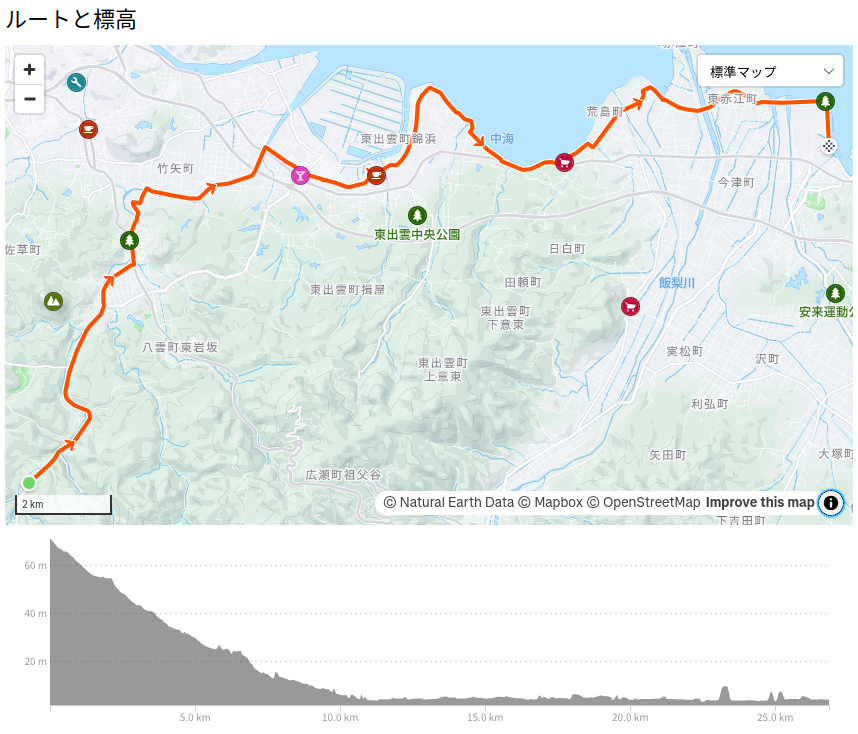 ルートと標高
+
−
標準マップ
荒島町
東赤江町
東出雲町錦浜
中海
竹矢町
今津町
東出雲中央公園
佐草町
日白町
田頼町
飯梨川
東出雲町揖屋
東出雲町
下意東
安来運動公
八雲町東岩坂
実松町
沢町
東出雲町
上意東
利弘町
矢田町
大塚町
広瀬町祖父谷
2 km
© Natural Earth Data © Mapbox © OpenStreetMap Improve this map
下吉田町
60 m
40 m
20 m
5.0 km
10.0 km
15.0 km
20.0 km
25.0 km